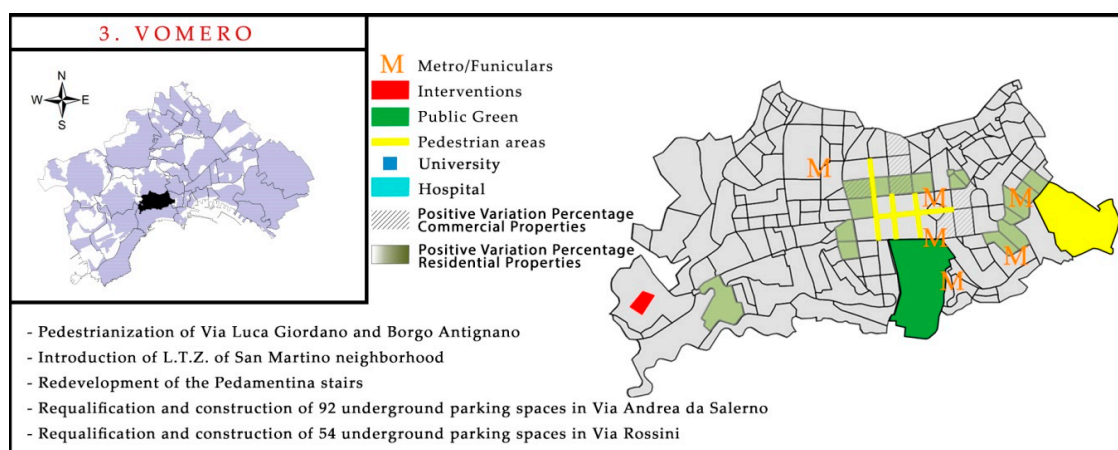 3. VOMERO
N
W E
S
M Metro/Funiculars
Interventions
Public Green
Pedestrian areas
University
Hospital
Positive Variation Percentage
Commercial Properties
Positive Variation Percentage
Residential Properties
M
M
M
M
M
M
- Pedestrianization of Via Luca Giordano and Borgo Antignano
- Introduction of L.T.Z. of San Martino neighborhood
- Redevelopment of the Pedamentina stairs
- Requalification and construction of 92 underground parking spaces in Via Andrea da Salerno
- Requalification and construction of 54 underground parking spaces in Via Rossini